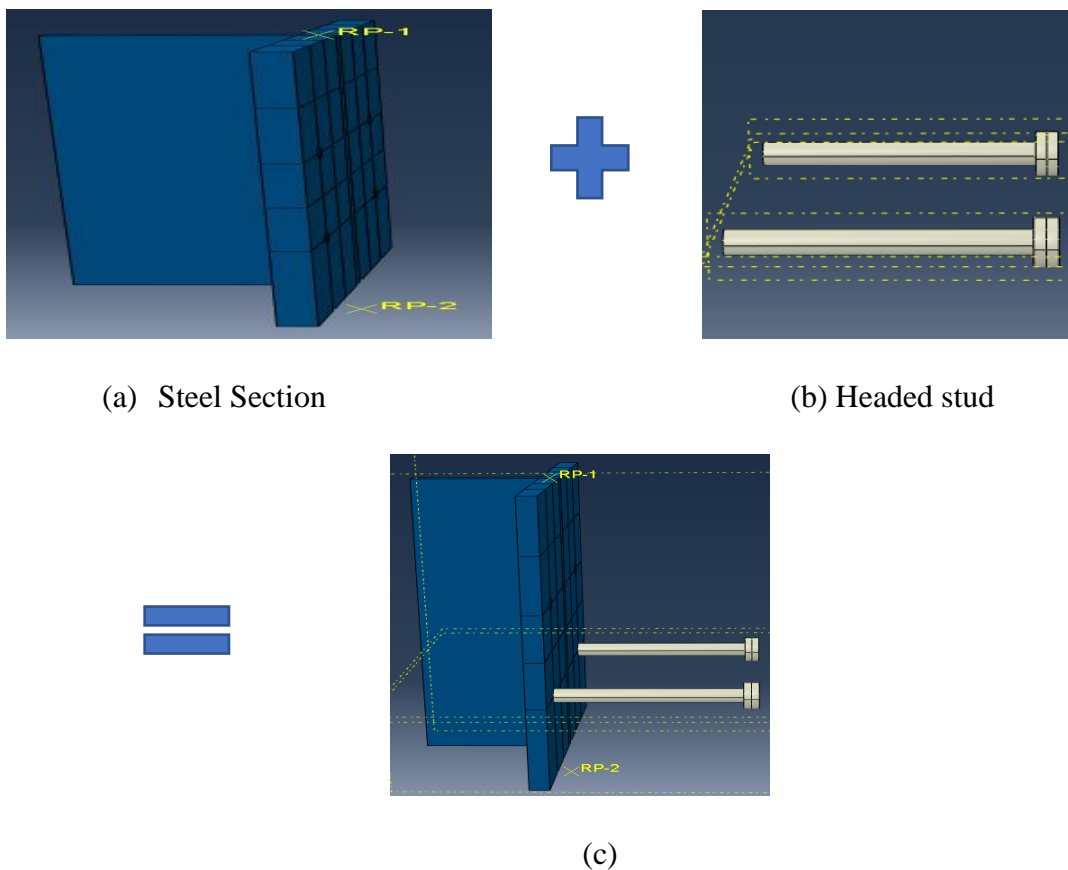 RP-1
RP-2
(a) Steel Section
(b) Headed stud
RP-1
RP-2
(c)